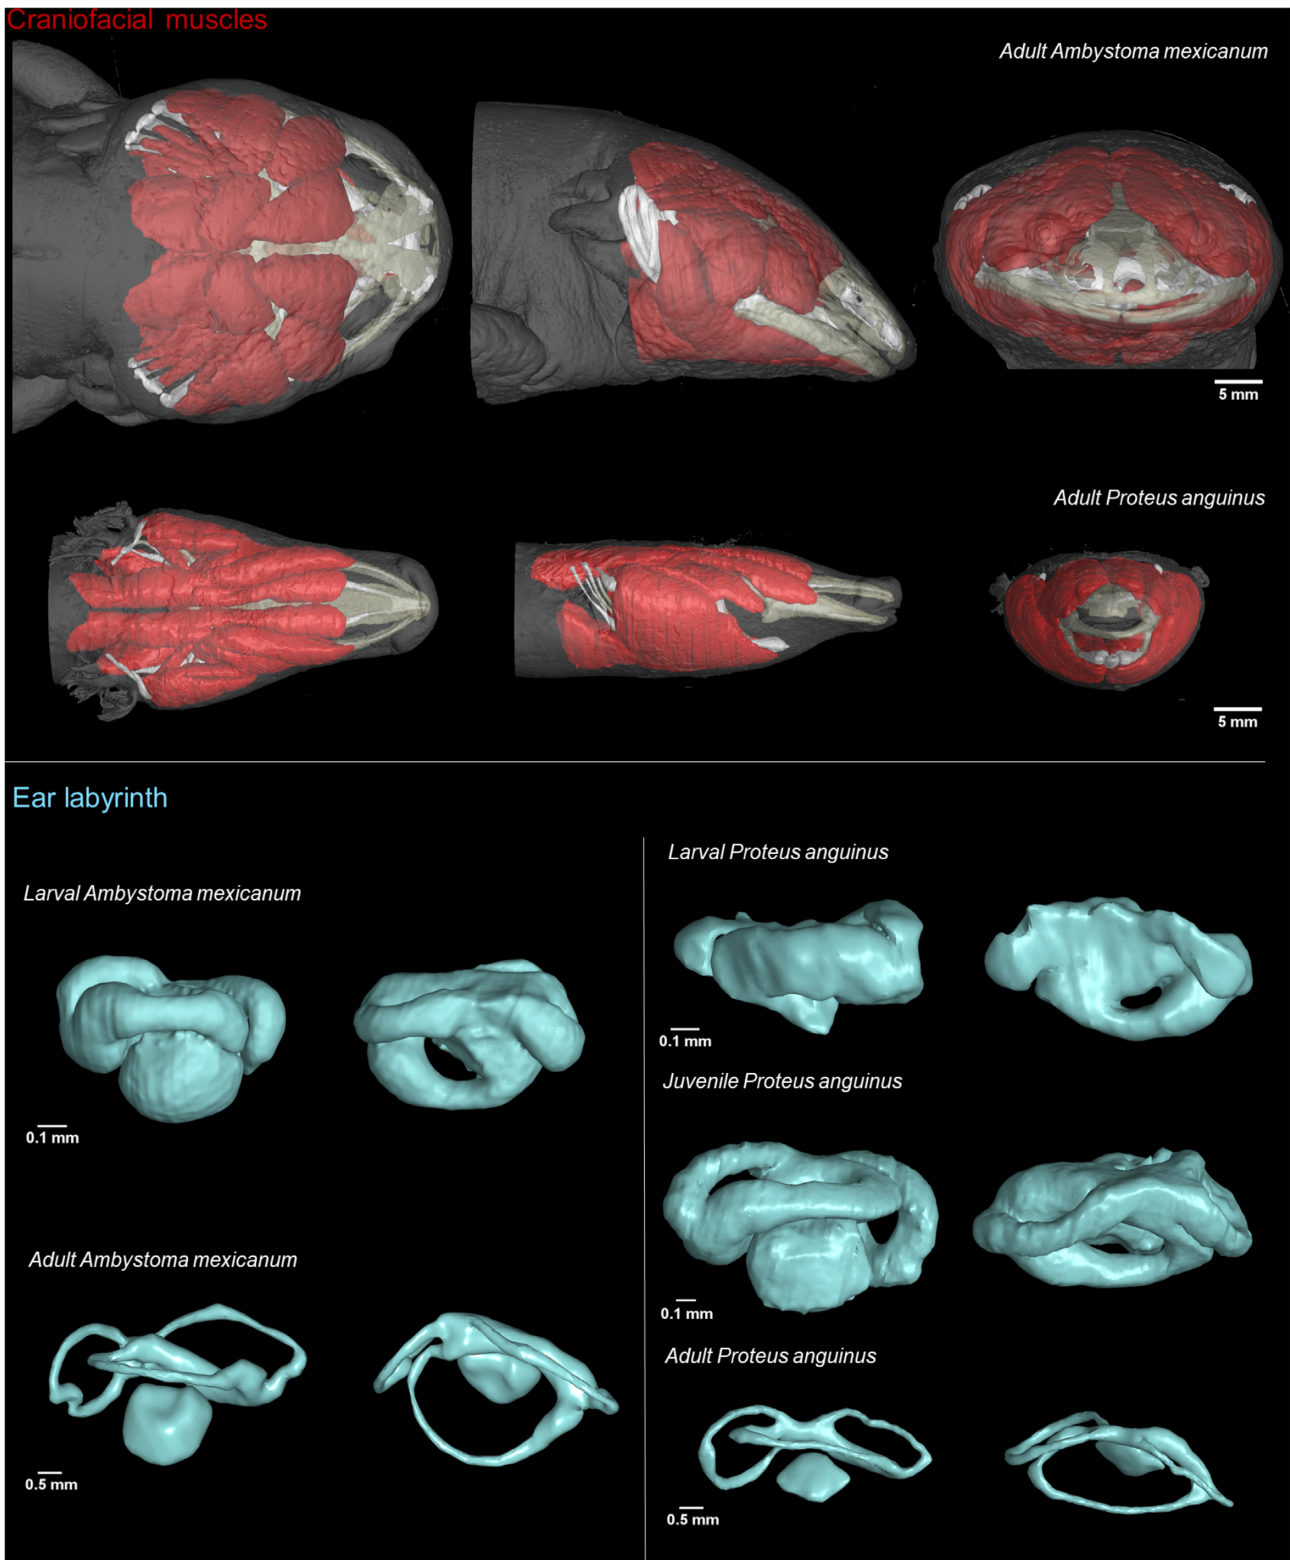 Craniofacial muscles
Adult Ambystoma mexicanum
5 mm
Adult Proteus anguinus
5 mm
Ear labyrinth
Larval Ambystoma mexicanum
0.1 mm
Adult Ambystoma mexicanum
0.5 mm
Larval Proteus anguinus
0.1 mm
Juvenile Proteus anguinus
0.1 mm
Adult Proteus anguinus
0.5 mm